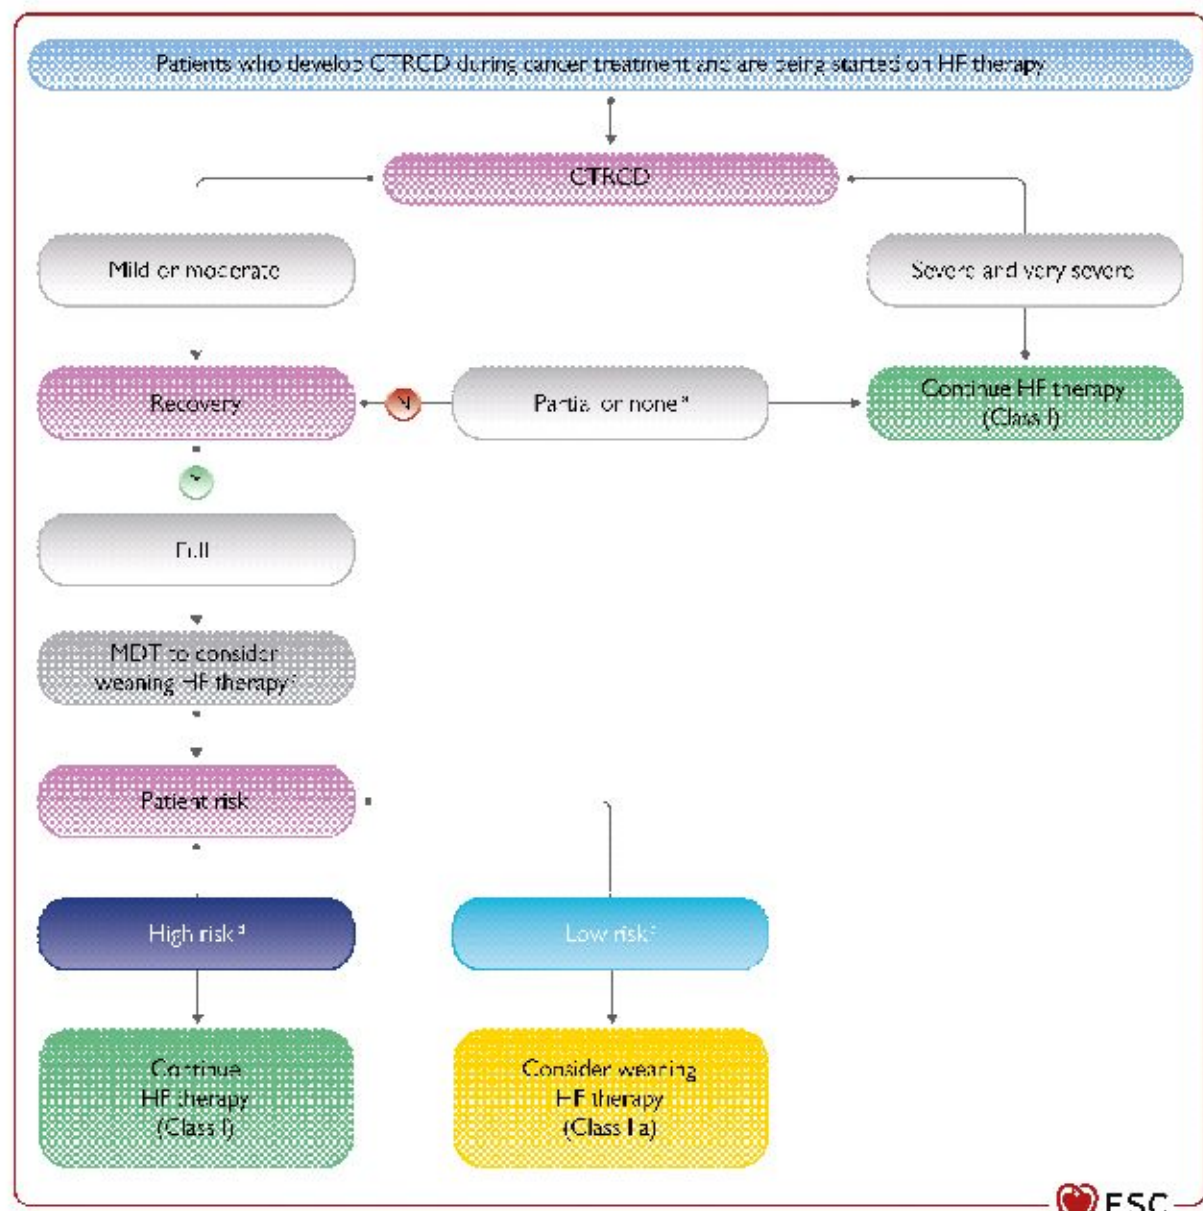 Patients who develop CTRCD during cancer treatment and are being started on HF therapy
CTRCD
Mild or moderate
Severe and very severe
Recovery
N
Partial or none
Continue HF therapy
(Class I)
Y
Full
MDT to consider
weaning HF therapy
Patient risk
High risk
Low risk
Continue
HF therapy
(Class I)
Consider weaning
HF therapy
(Class IIa)
ESC